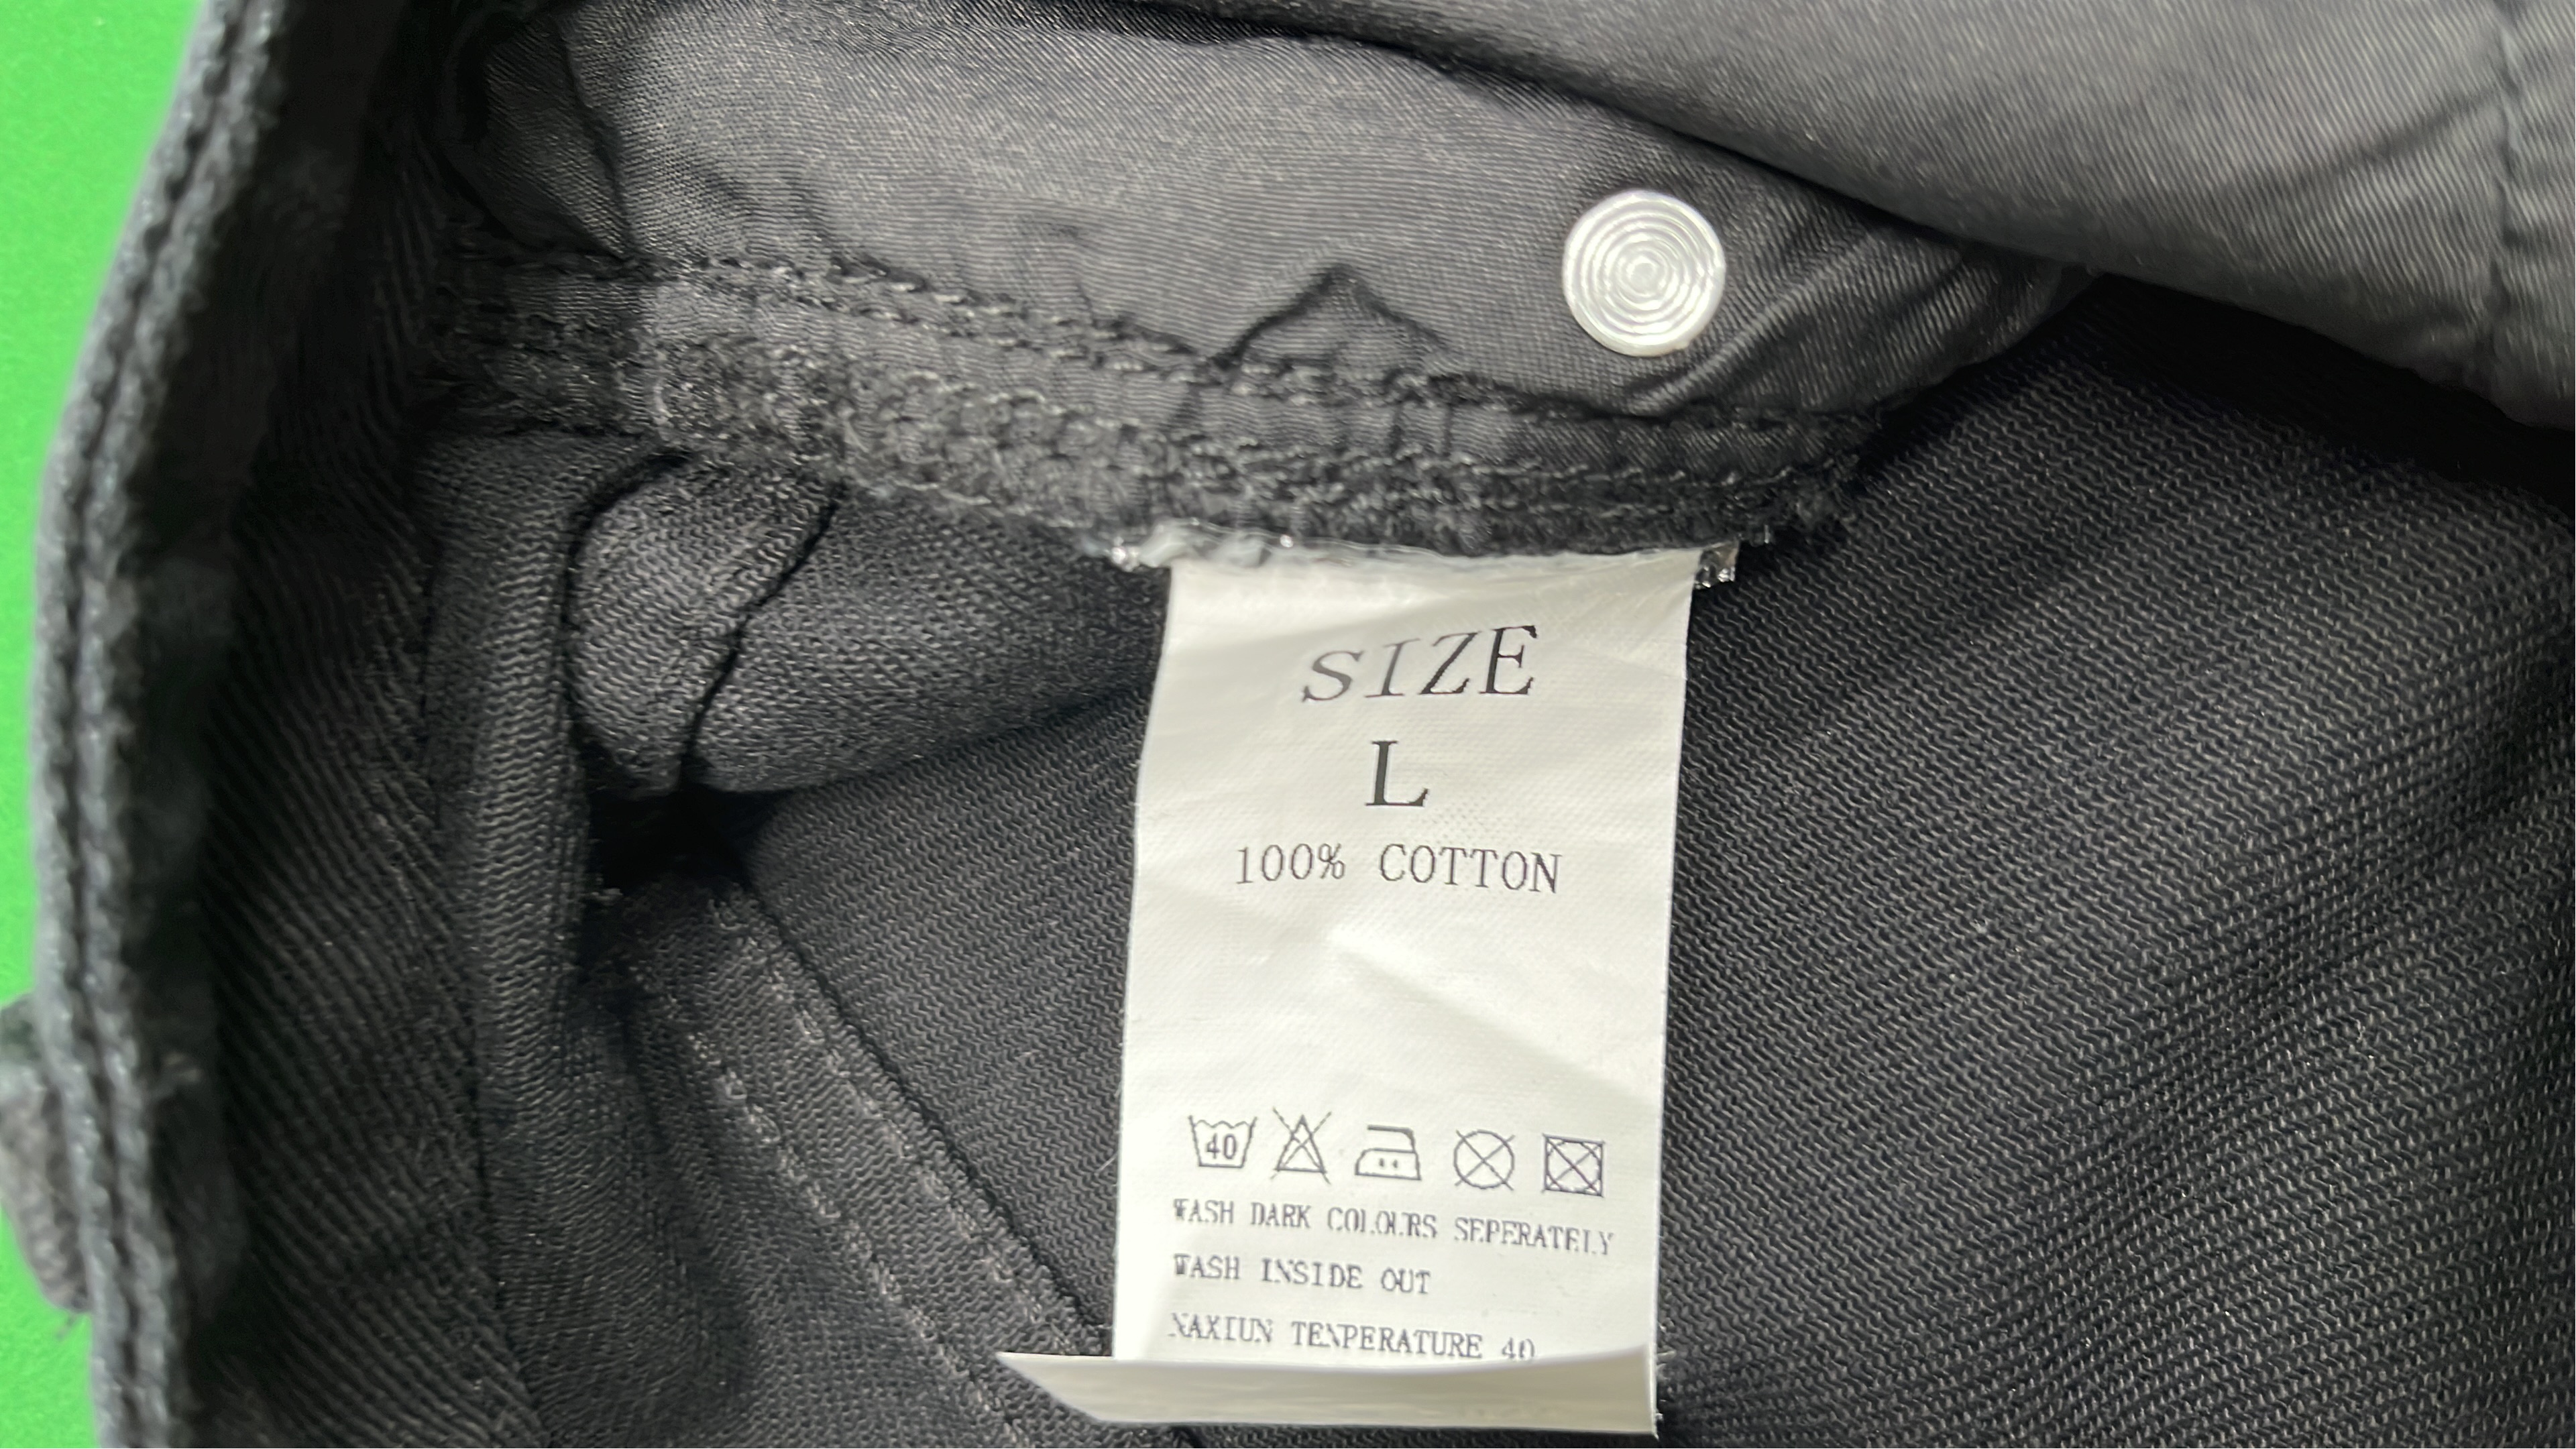 SIZE
L
100% COTTON
40
WASH DARK COLOURS SEPERATELY
WASH INSIDE OUT
NAXIUN TENPERATURE 40